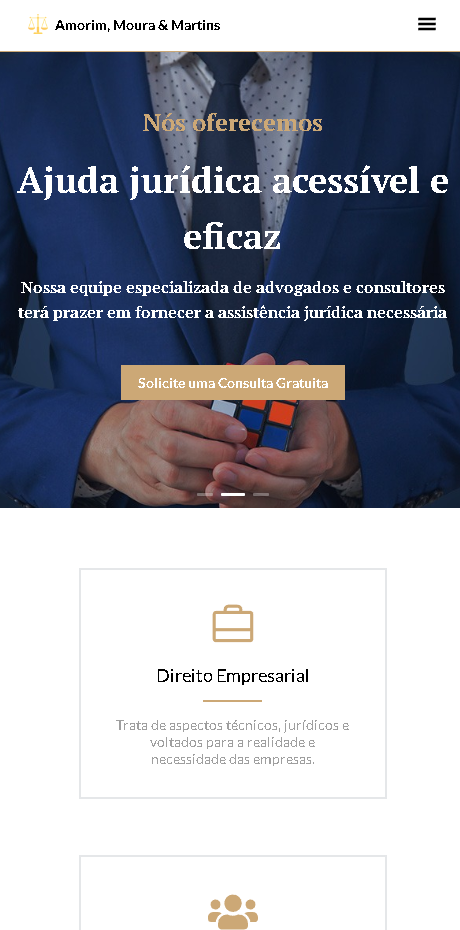 Amorim, Moura & Martins
Nós oferecemos
Ajuda jurídica acessível e
eficaz
Nossa equipe especializada de advogados e consultores
terá prazer em fornecer a assistência jurídica necessária
Solicite uma Consulta Gratuita
Direito Empresarial
Trata de aspectos técnicos, jurídicos e
voltados para a realidade e
necessidade das empresas.